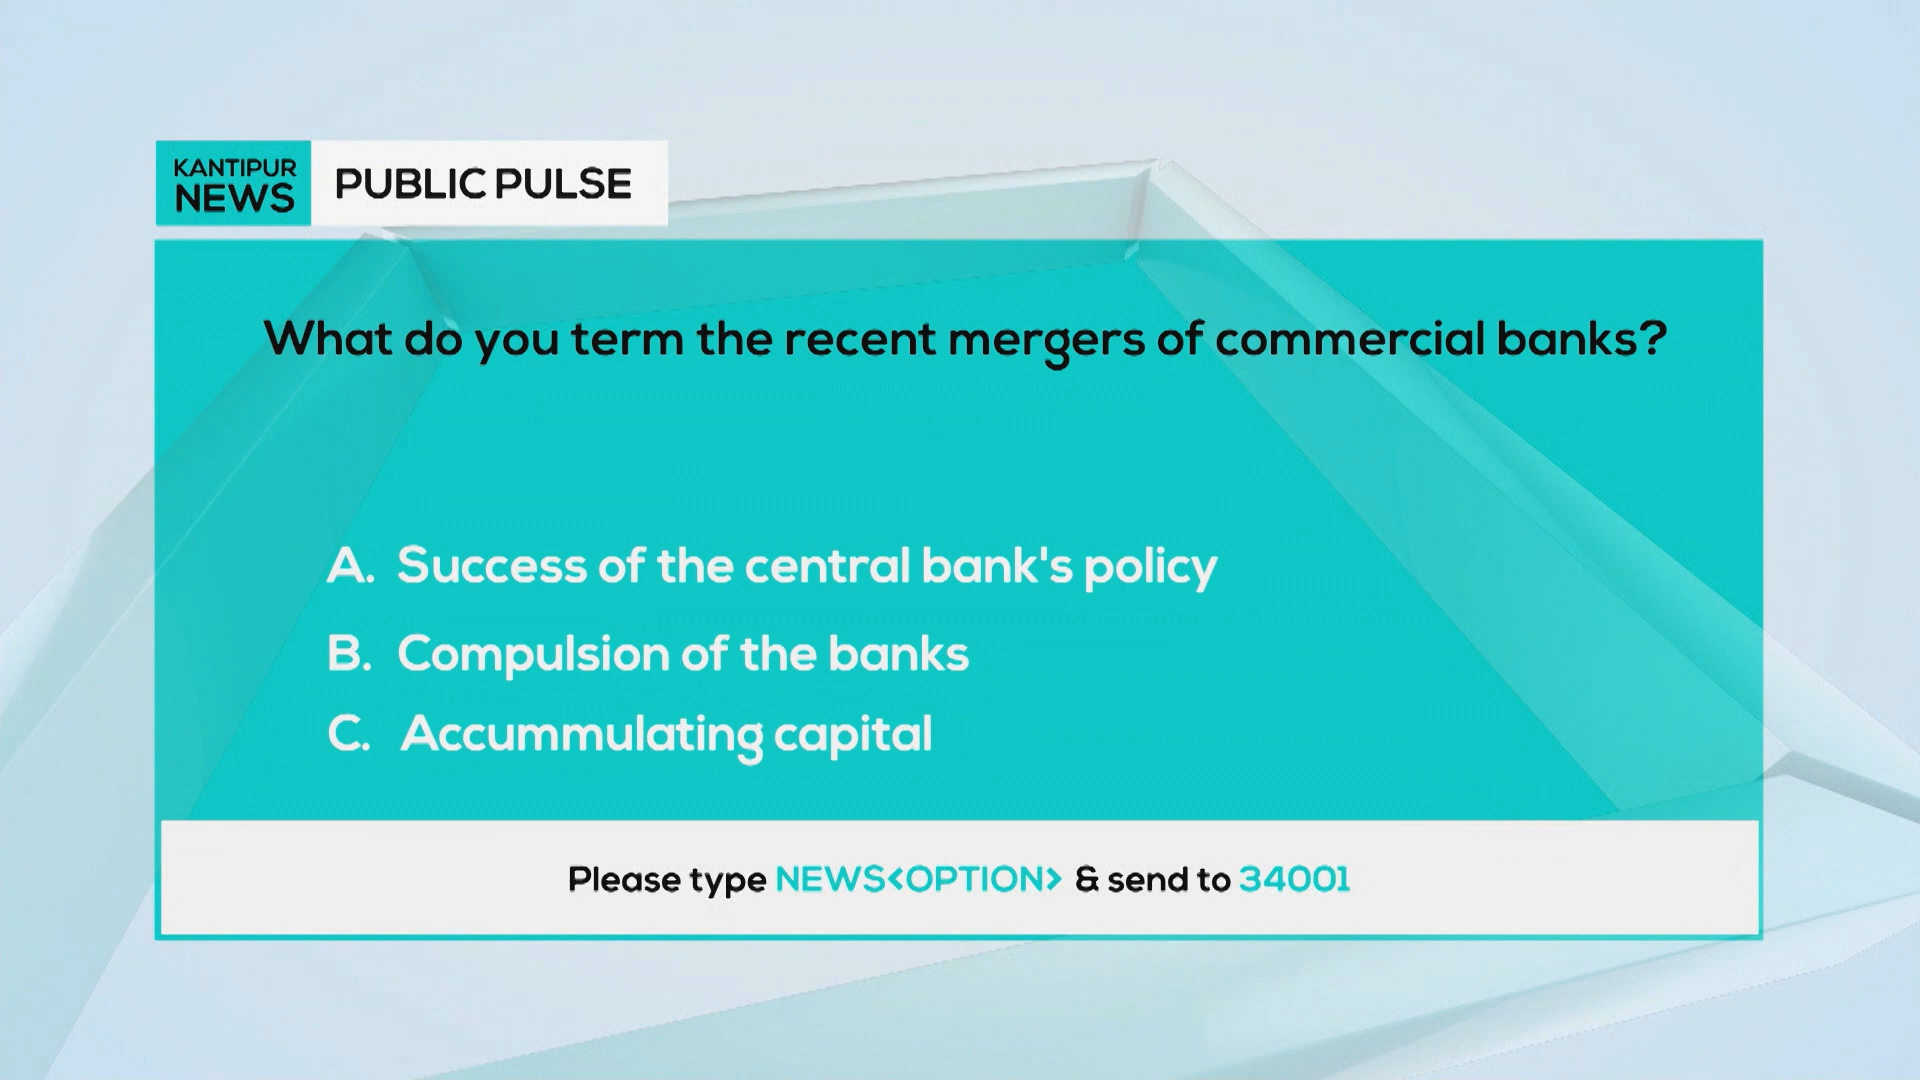 KANTIPUR
NEWS
PUBLIC PULSE
What do you term the recent mergers of commercial banks?
A. Success of the central bank's policy
B. Compulsion of the banks
C. Accummulating capital
Please type NEWS<OPTION> & send to 34001